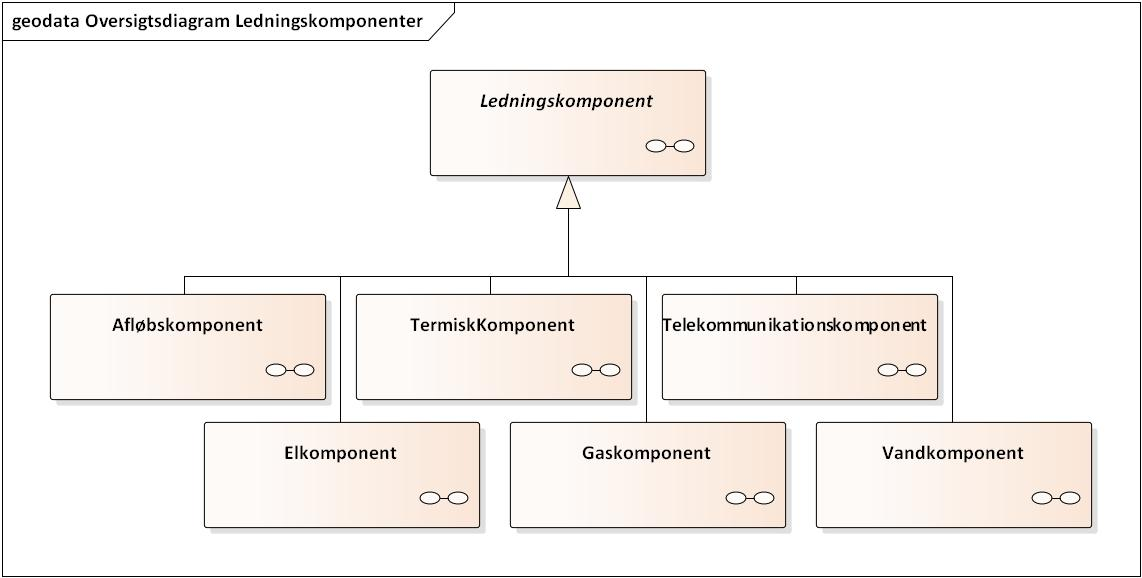 geodata Oversigtsdiagram Ledningskomponenter
Ledningskomponent
Afløbskomponent
TermiskKomponent
Telekommunikationskomponent
Elkomponent
Gaskomponent
Vandkomponent